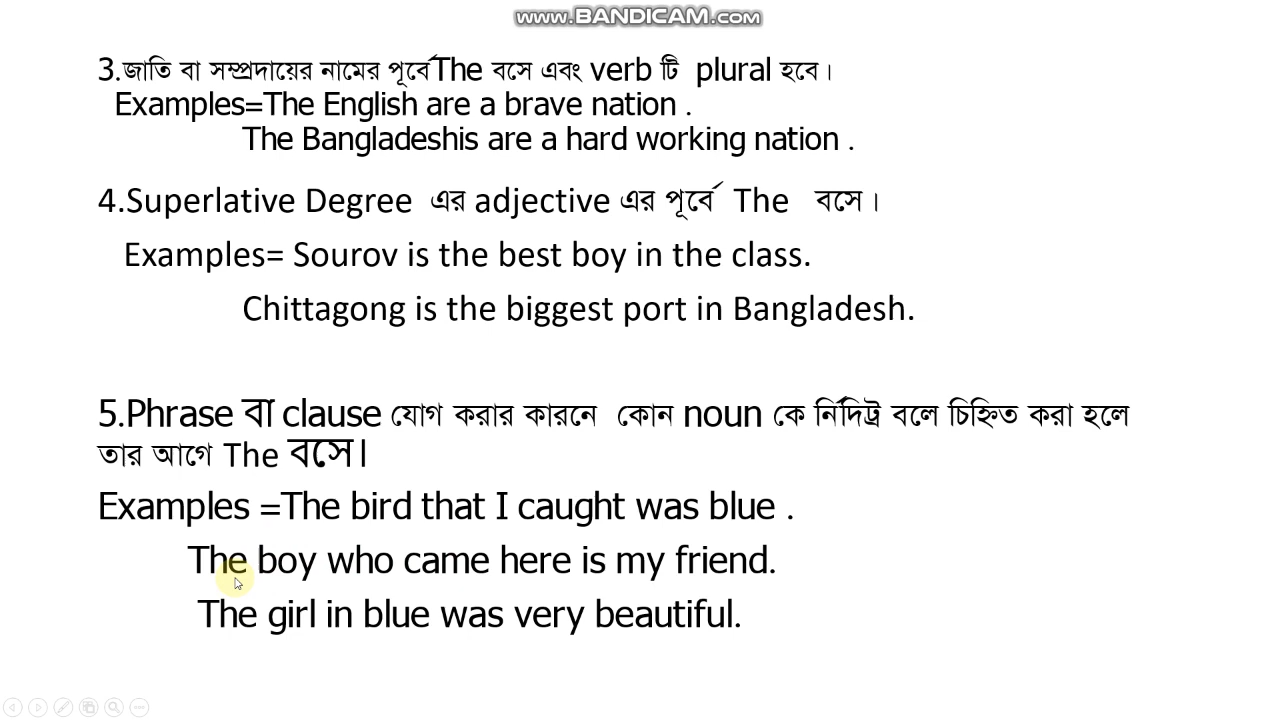 www.BANDICAM.com
3.জাতি বা সম্প্রদায়ের নামের পূর্বেThe বসে এবং verb টি plural হবে।
Examples=The English are a brave nation .
The Bangladeshis are a hard working nation .
4.Superlative Degree এর adjective এর পূর্বে The বসে।
Examples= Sourov is the best boy in the class.
Chittagong is the biggest port in Bangladesh.
5.Phrase বা clause যোগ করার কারনে কোন noun কে বলে চিহ্নিত করা হলে
তার আগে The বসে।
Examples =The bird that I caught was blue .
The boy who came here is my friend.
The girl in blue was very beautiful.